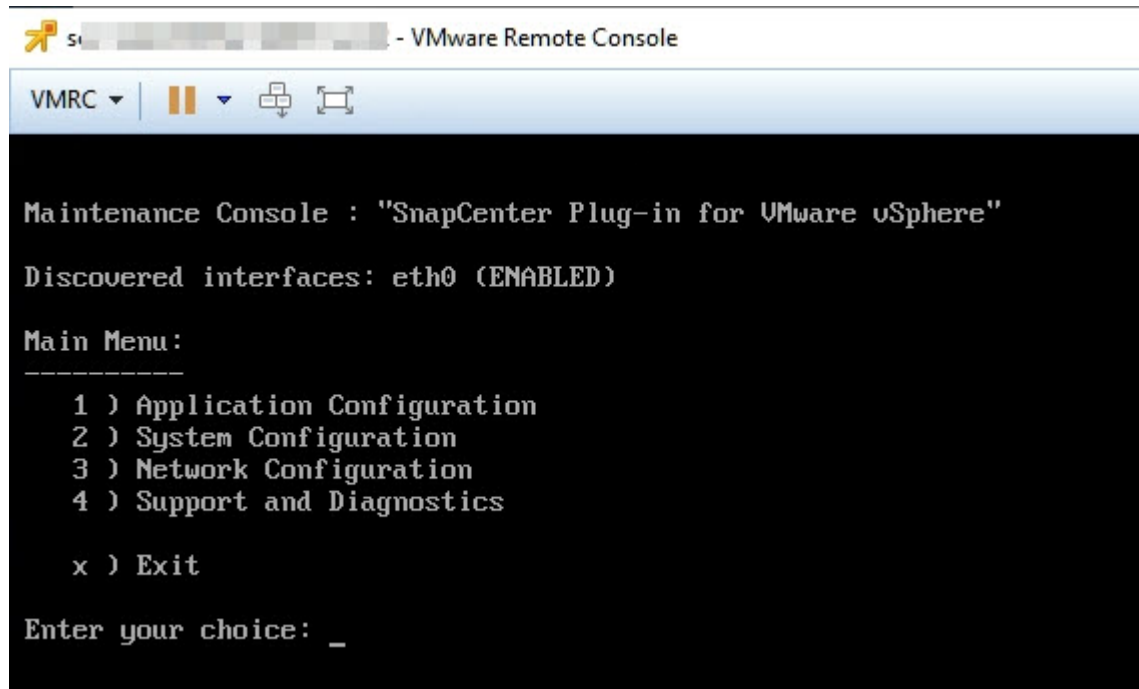 - VMware Remote Console
VMRC
Maintenance Console : "SnapCenter Plug-in for VMware vSphere"
Discovered interfaces: eth0 (ENABLED)
Main Menu:
----------
1 ) Application Configuration
2 ) System Configuration
3 ) Network Configuration
4 ) Support and Diagnostics
x ) Exit
Enter your choice: _